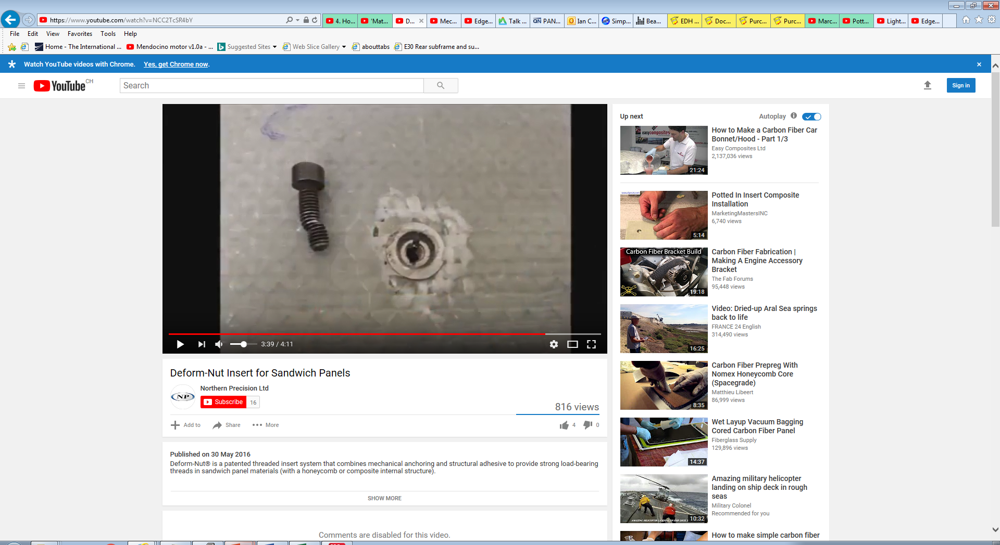 https://www.youtube.com/watch?v=NCC2TcSR4bY
4. Ho...
'Mat...
D...
Mec...
Edge...
Talk ...
PAN...
Ian C...
Simp...
Bea...
EDH ...
Doc...
Purc...
Purc...
Marc...
Pott...
Light...
Edge...
File Edit View Favorites Tools Help
Home - The International ...
Mendocino motor v1.0a - ...
Suggested Sites
Web Slice Gallery
abouttabs
E30 Rear subframe and su...
Watch YouTube videos with Chrome. Yes, get Chrome now.
YouTube CH
Search
Sign in
3:39 / 4:11
Deform-Nut Insert for Sandwich Panels
NP
Northern Precision Ltd
Subscribe 16
816 views
Add to Share More
4 0
Published on 30 May 2016
Deform-Nut® is a patented threaded insert system that combines mechanical anchoring and structural adhesive to provide strong load-bearing
threads in sandwich panel materials (with a honeycomb or composite internal structure).
SHOW MORE
Comments are disabled for this video.
Up next
Autoplay
easycomposites
21:24
How to Make a Carbon Fiber Car
Bonnet/Hood - Part 1/3
Easy Composites Ltd
2,137,036 views
5:14
Potted In Insert Composite
Installation
MarketingMastersINC
6,740 views
Carbon Fiber Bracket Build
19:18
Carbon Fiber Fabrication |
Making A Engine Accessory
Bracket
The Fab Forums
95,448 views
16:25
Video: Dried-up Aral Sea springs
back to life
FRANCE 24 English
314,490 views
8:35
Carbon Fiber Prepreg With
Nomex Honeycomb Core
(Spacegrade)
Matthieu Libeert
86,999 views
14:37
Wet Layup Vacuum Bagging
Cored Carbon Fiber Panel
Fiberglass Supply
129,896 views
AMAZING HELICOPTER LANDING ON SHIP DECK
10:32
Amazing military helicopter
landing on ship deck in rough
seas
Military Colonel
Recommended for you
How to make simple carbon fiber